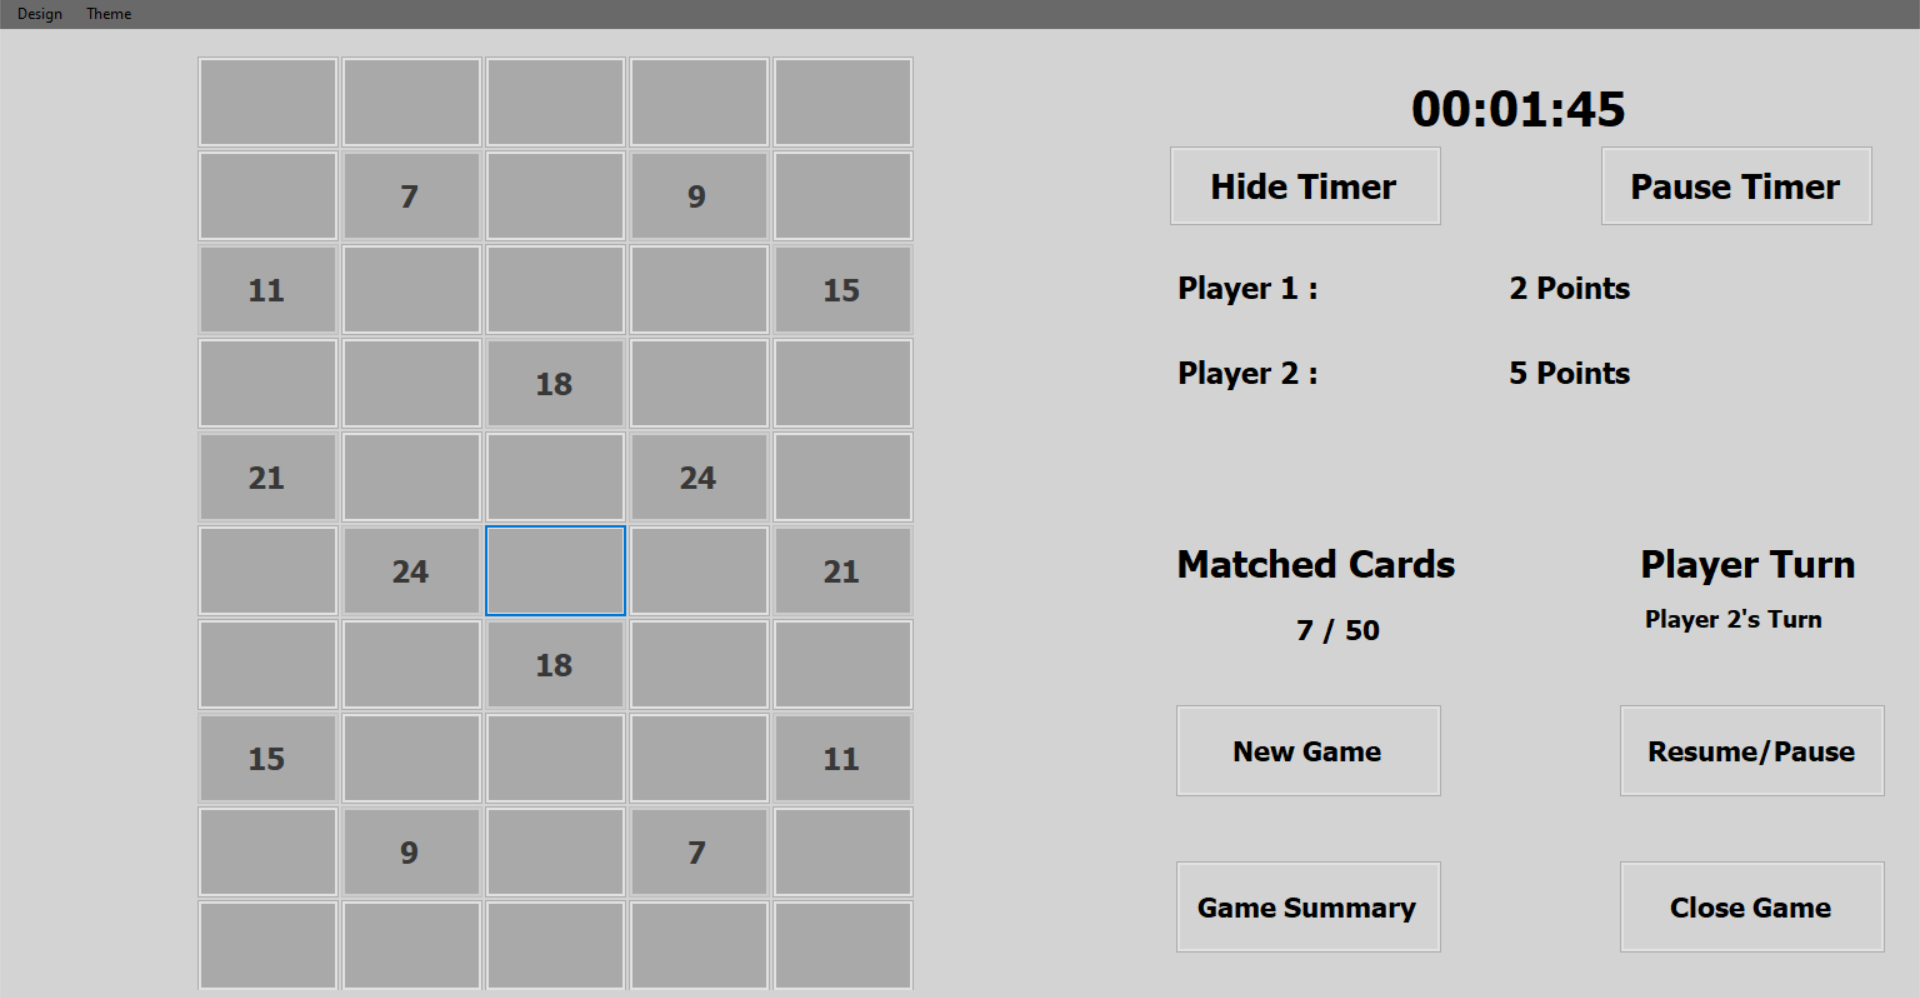 Design Theme
00:01:45
Hide Timer Pause Timer
7 9
11 15
Player 1 : 2 Points
18
Player 2 : 5 Points
21 24
24 21
Matched Cards Player Turn
Player 2's Turn
7 / 50
18
15 11
New Game Resume/Pause
9 7
Game Summary Close Game